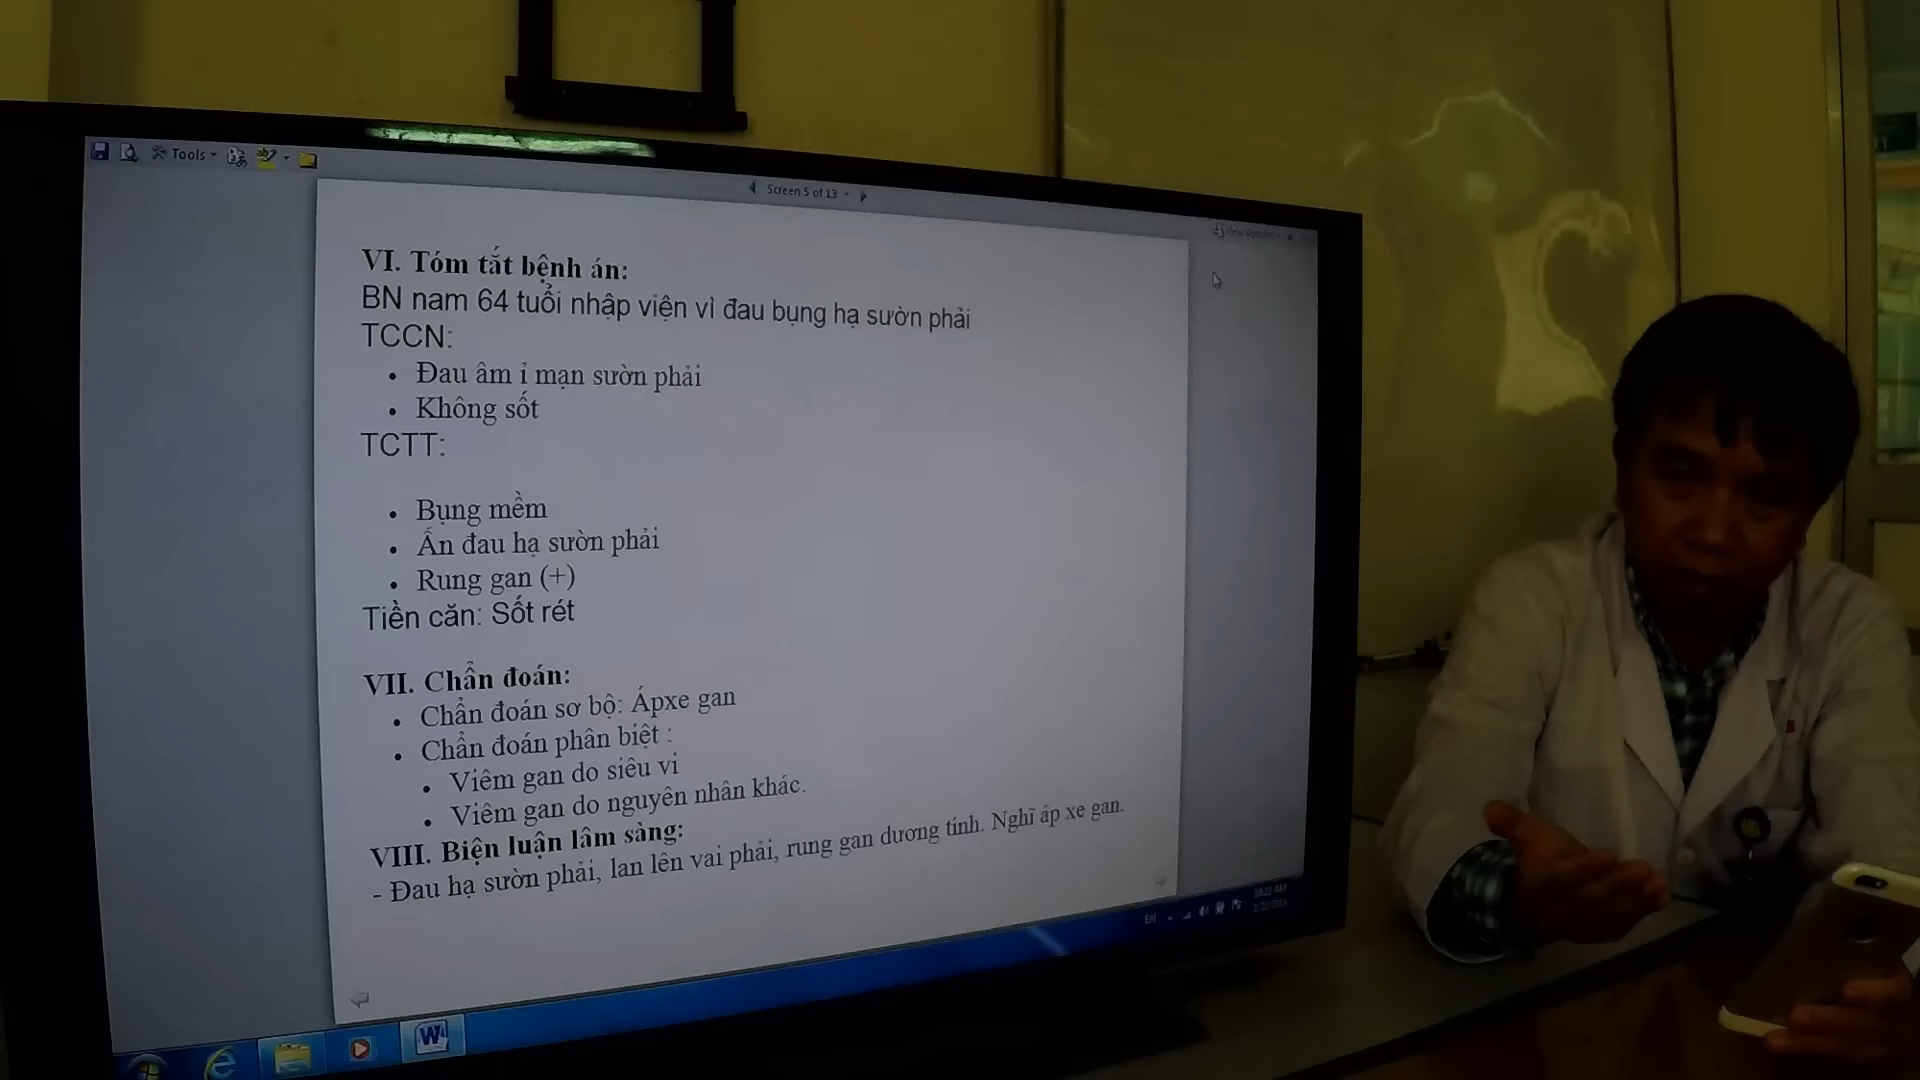 Tools
Screen 5 of 13
View Options
VI. Tóm tắt bệnh án:
BN nam 64 tuổi nhập viện vì đau bụng hạ sườn phải
TCCN:
• Đau âm ỉ mạn sườn phải
• Không sốt
TCTT:
• Bụng mềm
• Ấn đau hạ sườn phải
• Rung gan (+)
Tiền căn: Sốt rét
VII. Chẩn đoán:
• Chẩn đoán sơ bộ: Ápxe gan
• Chẩn đoán phân biệt :
• Viêm gan do siêu vi
• Viêm gan do nguyên nhân khác.
VIII. Biện luận lâm sàng:
- Đau hạ sườn phải, lan lên vai phải, rung gan dương tính. Nghĩ áp xe gan.
EN